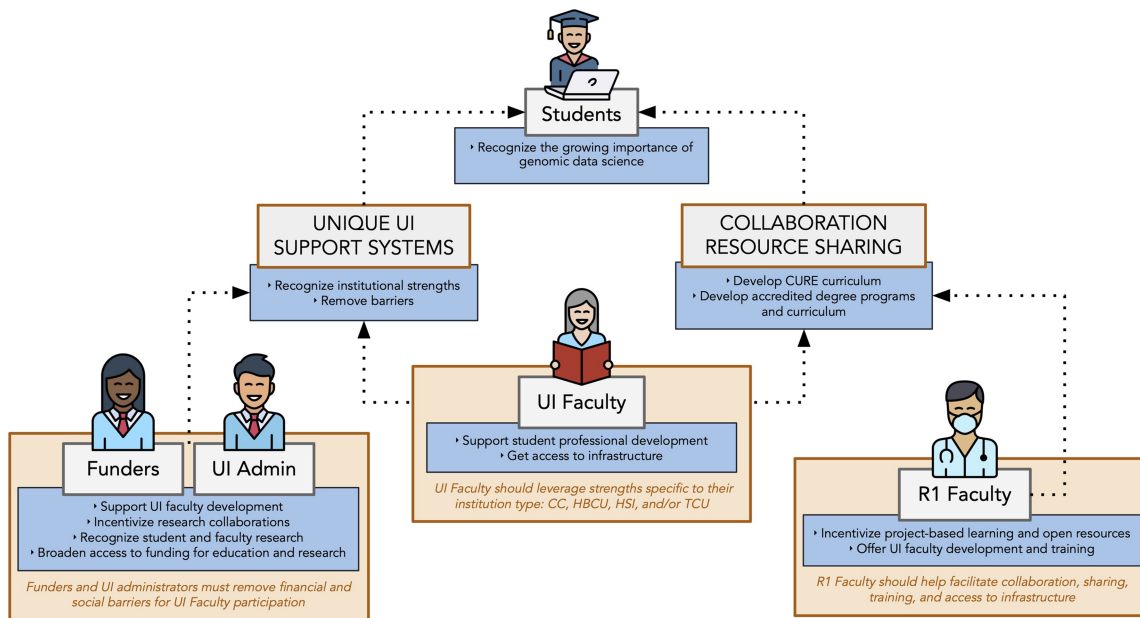 Students
‣ Recognize the growing importance of
genomic data science
UNIQUE UI
SUPPORT SYSTEMS
‣ Recognize institutional strengths
‣ Remove barriers
COLLABORATION
RESOURCE SHARING
‣ Develop CURE curriculum
‣ Develop accredited degree programs
and curriculum
Funders
UI Admin
‣ Support UI faculty development
‣ Incentivize research collaborations
‣ Recognize student and faculty research
‣ Broaden access to funding for education and research
Funders and UI administrators must remove financial and
social barriers for UI Faculty participation
UI Faculty
‣ Support student professional development
‣ Get access to infrastructure
UI Faculty should leverage strengths specific to their
institution type: CC, HBCU, HSI, and/or TCU
R1 Faculty
‣ Incentivize project-based learning and open resources
‣ Offer UI faculty development and training
R1 Faculty should help facilitate collaboration, sharing,
training, and access to infrastructure